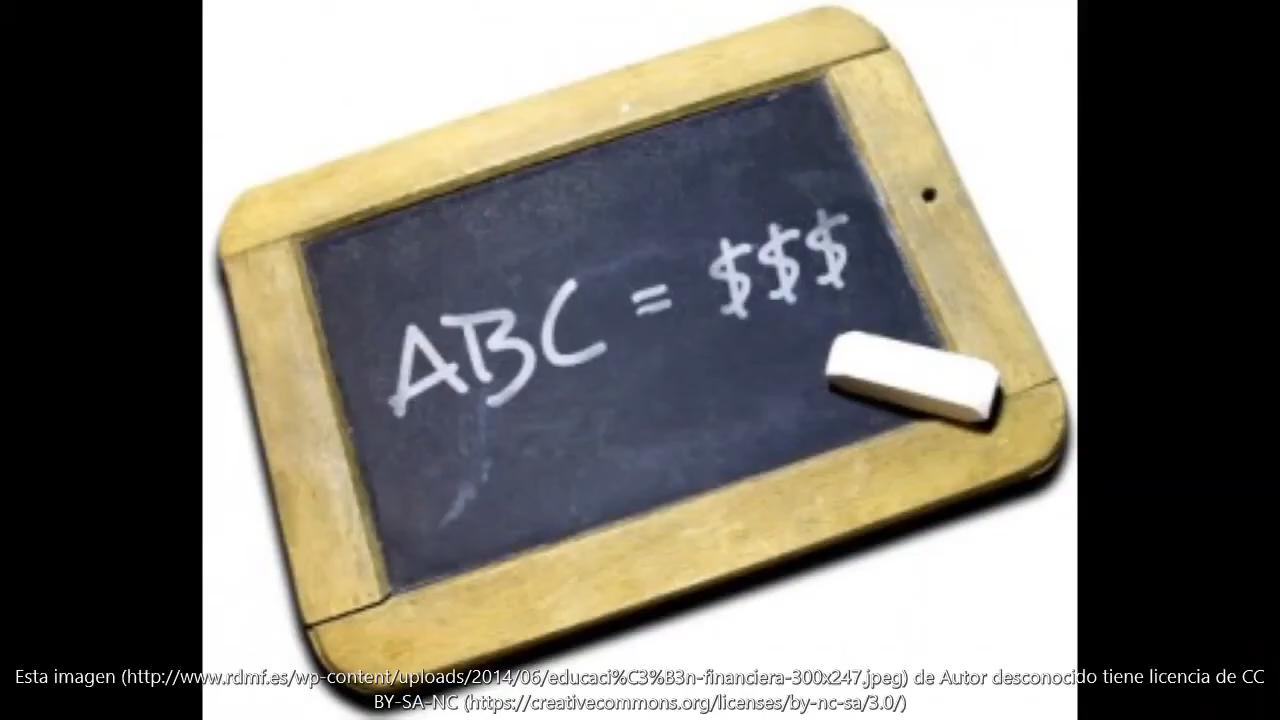 ABC = $$$
Esta imagen (http://www.rdmf.es/wp-content/uploads/2014/06/educaci%C3%B3n-financiera-300x247.jpeg) de Autor desconocido tiene licencia de CC
BY-SA-NC (https://creativecommons.org/licenses/by-nc-sa/3.0/)